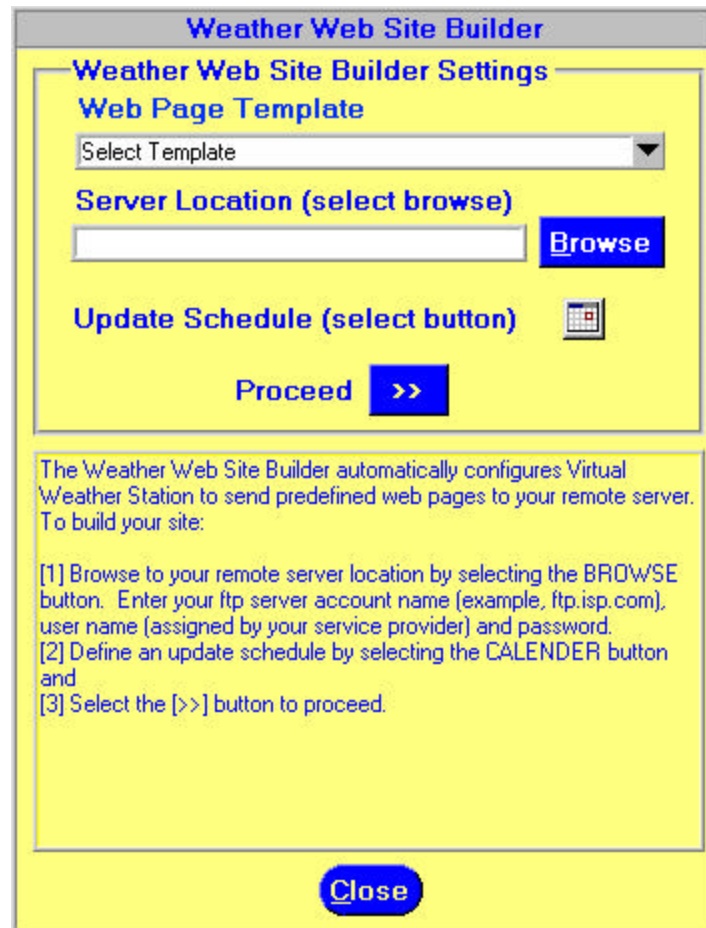 Weather Web Site Builder
Weather Web Site Builder Settings
Web Page Template
Select Template
Server Location (select browse)
Browse
Update Schedule (select button)
Proceed >>
The Weather Web Site Builder automatically configures Virtual
Weather Station to send predefined web pages to your remote server.
To build your site:
[1] Browse to your remote server location by selecting the BROWSE
button. Enter your ftp server account name (example, ftp.isp.com),
user name (assigned by your service provider) and password.
[2] Define an update schedule by selecting the CALENDER button
and
[3] Select the [>>] button to proceed.
Close